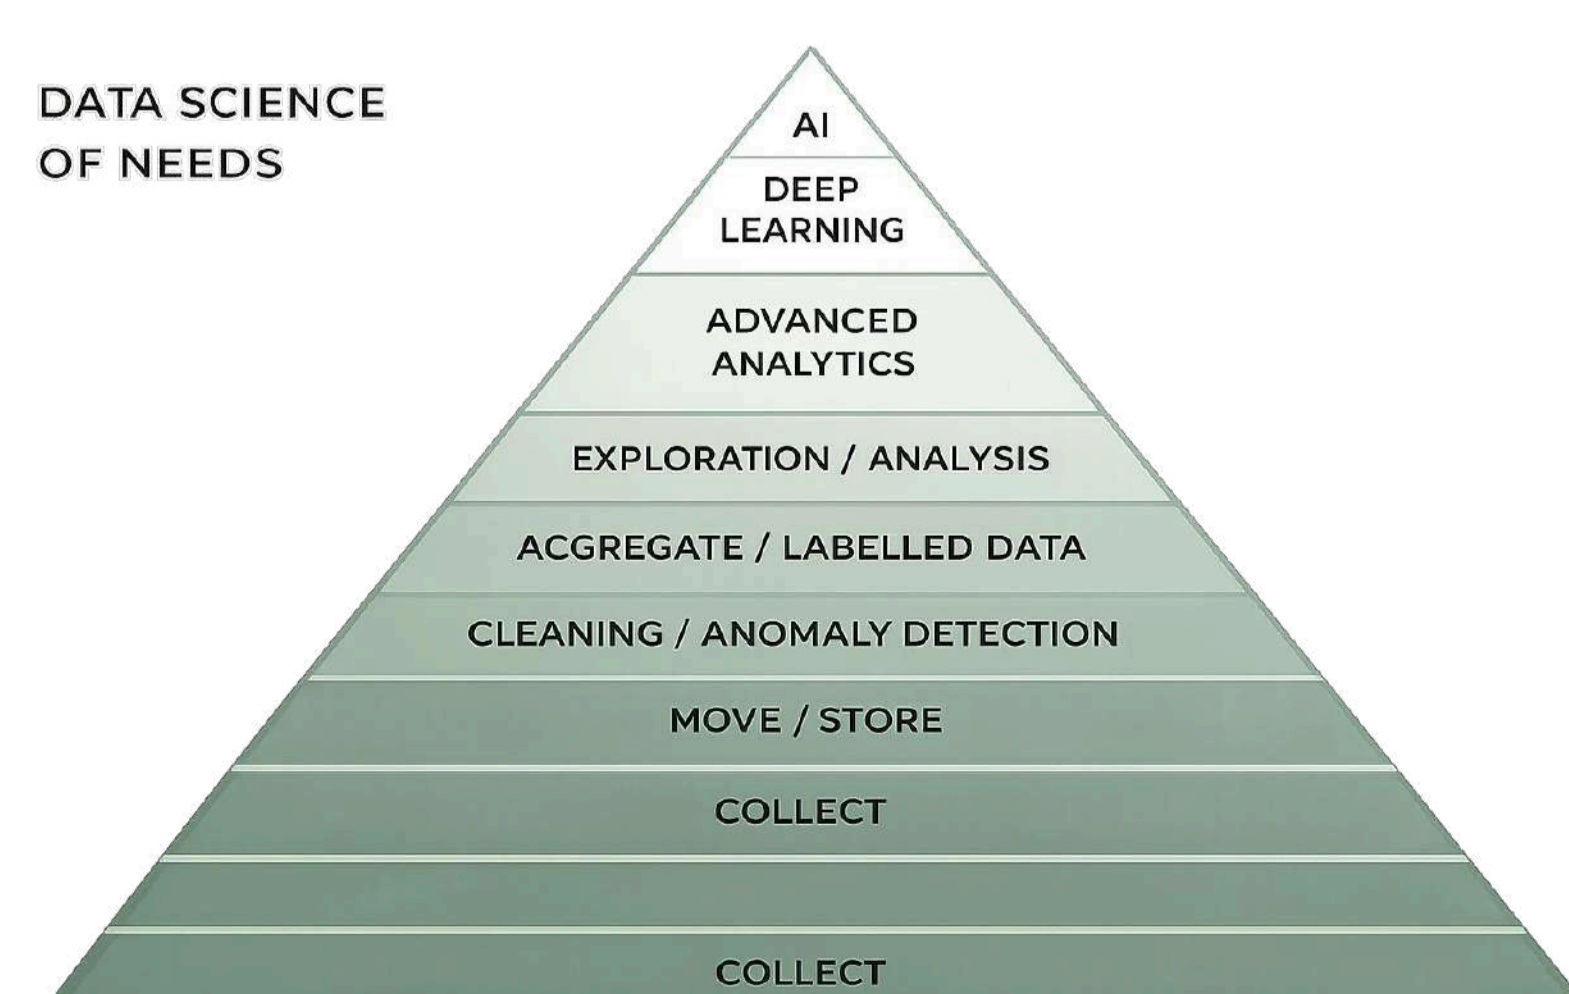 DATA SCIENCE
OF NEEDS
AI
DEEP
LEARNING
ADVANCED
ANALYTICS
EXPLORATION / ANALYSIS
ACGREGATE / LABELLED DATA
CLEANING / ANOMALY DETECTION
MOVE / STORE
COLLECT
COLLECT